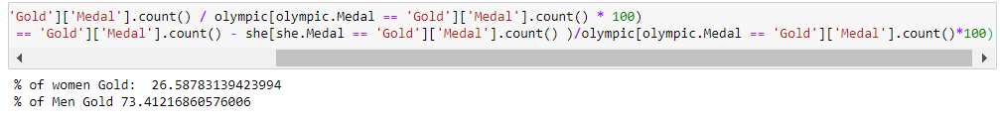 'Gold']['Medal'].count() / olympic[olympic.Medal == 'Gold']['Medal'].count() * 100)
== 'Gold']['Medal'].count() - she[she.Medal == 'Gold']['Medal'].count() )/olympic[olympic.Medal == 'Gold']['Medal'].count()*100)
% of women Gold:  26.58783139423994
% of Men Gold 73.41216860576006